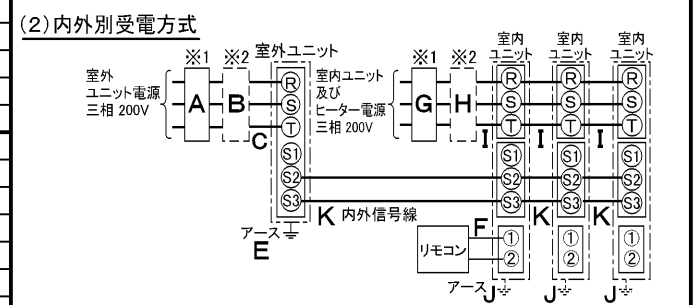 (2)内外別受電方式
※1 ※2 室外ユニット
室外
ユニット電源
三相 200V
A B C
R
S
T
S1
S2
S3
アース
E
※1 ※2
室内ユニット
及び
ヒーター電源
三相 200V
G H
室内
ユニット
室内
ユニット
室内
ユニット
R R R
S S S
T T T
I I I
S1 S1 S1
S2 S2 S2
S3 S3 S3
K 内外信号線
K K
F
リモコン
① ① ①
② ② ②
アース J J J